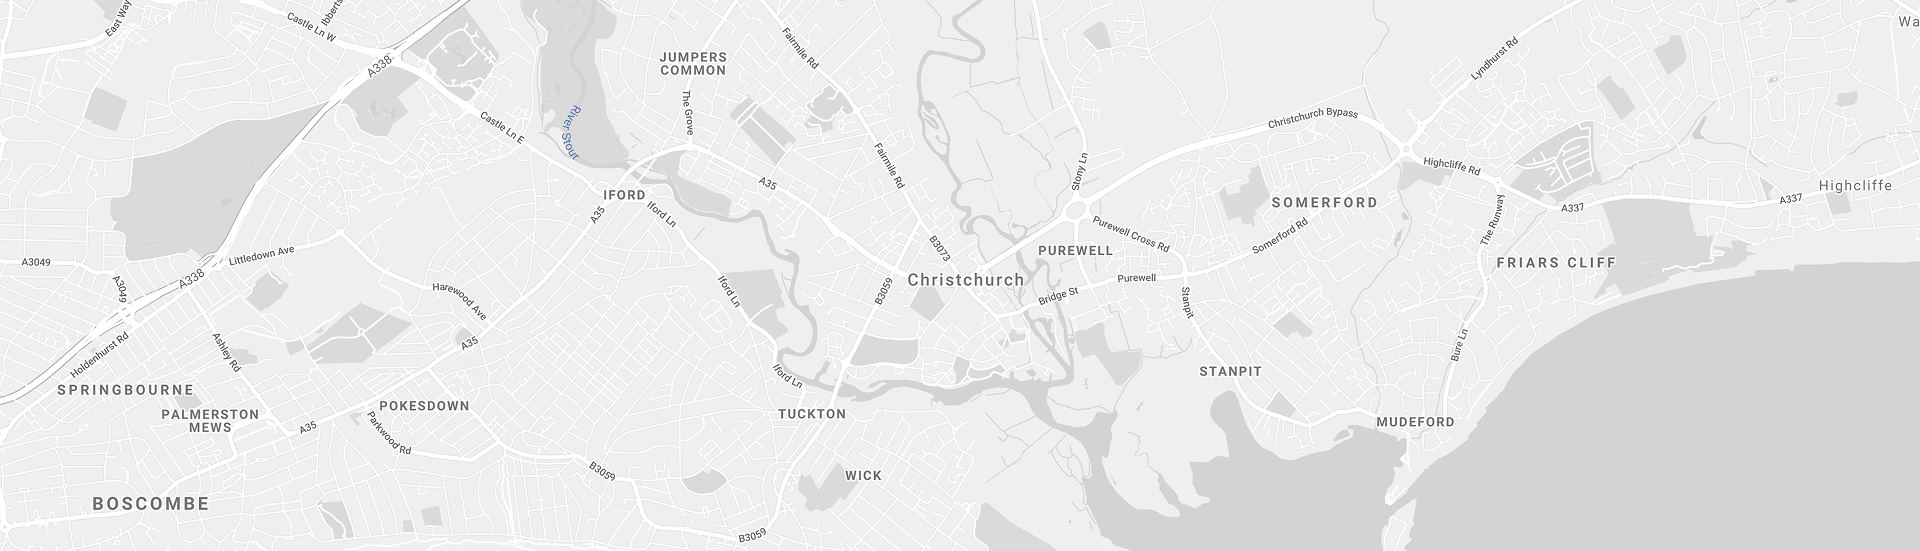 East Way
Castle Ln W
Ibberts
A338
JUMPERS
COMMON
Fairmile Rd
Lyndhurst Rd
Wa
River Stour
The Grove
Castle Ln E
Christchurch Bypass
Fairmile Rd
A35
Stony Ln
Highcliffe Rd
Highcliffe
IFORD
A35
Iford Ln
SOMERFORD
A337
A337
Purewell Cross Rd
The Runway
Somerford Rd
B3073
PUREWELL
Littledown Ave
A3049
A338
A3049
FRIARS CLIFF
Christchurch
Purewell
Harewood Ave
Iford Ln
B3059
Bridge St
Stanpit
Holdenhurst Rd
Ashley Rd
A35
Bure Ln
STANPIT
Iford Ln
SPRINGBOURNE
POKESDOWN
PALMERSTON
MEWS
TUCKTON
MUDEFORD
A35
Parkwood Rd
B3059
WICK
BOSCOMBE
B3059